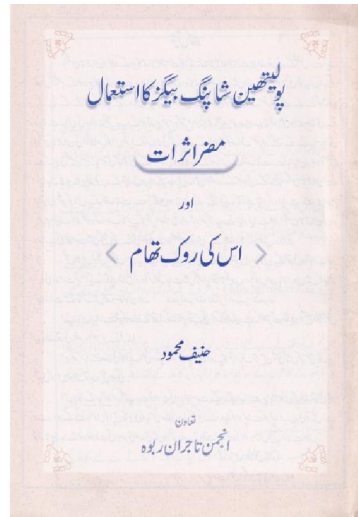 پولیتھین شاپنگ بیگز کا استعمال
مضر اثرات
اور
اس کی روک تھام
حنیف محمود
تعاون
انجمن تاجران ربوہ